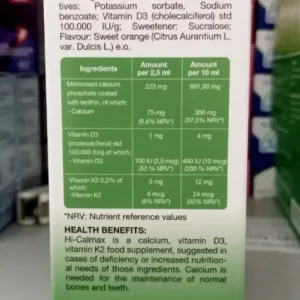 tives: Potassium sorbate, Sodium
benzoate; Vitamin D3 (cholecalciferol) std
100.000 IU/g; Sweetener: Sucralose;
Flavour: Sweet orange (Citrus Aurantium L.
var. Dulcis L.) e.o.
Ingredients Amount per 2,5 ml Amount per 10 ml
Micronised calcium 223 mg 891,90 mg
phosphate coated
with lecithin, of which:
- Calcium 75 mg 300 mg
(9.4% NRV*) (37,5% NRV*)
Vitamin D3 1 mg 4 mg
(cholecalciferol) std
100.000 IU/g of which:
- Vitamin D3 100 IU (2,5 mcg) 400 IU (10 mcg)
(50 % NRV*) (200 % NRV*)
Vitamin K2 0,2% of 3 mg 12 mg
which:
- Vitamin K2 6 mcg 24 mcg
(8% NRV*) (32% NRV*)
*NRV: Nutrient reference values
HEALTH BENEFITS:
Hi-Calmax is a calcium, vitamin D3,
vitamin K2 food supplement, suggested in
cases of deficiency or increased nutrition-
al needs of those ingredients. Calcium is
needed for the maintenance of normal
bones and teeth.